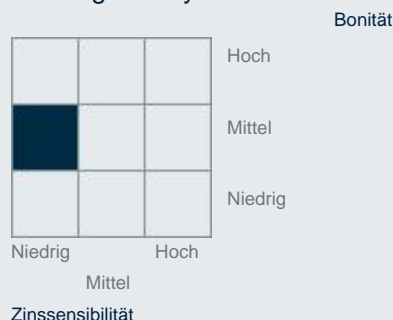 Bonität
Hoch
Mittel
Niedrig
Niedrig Hoch
Mittel
Zinssensibilität